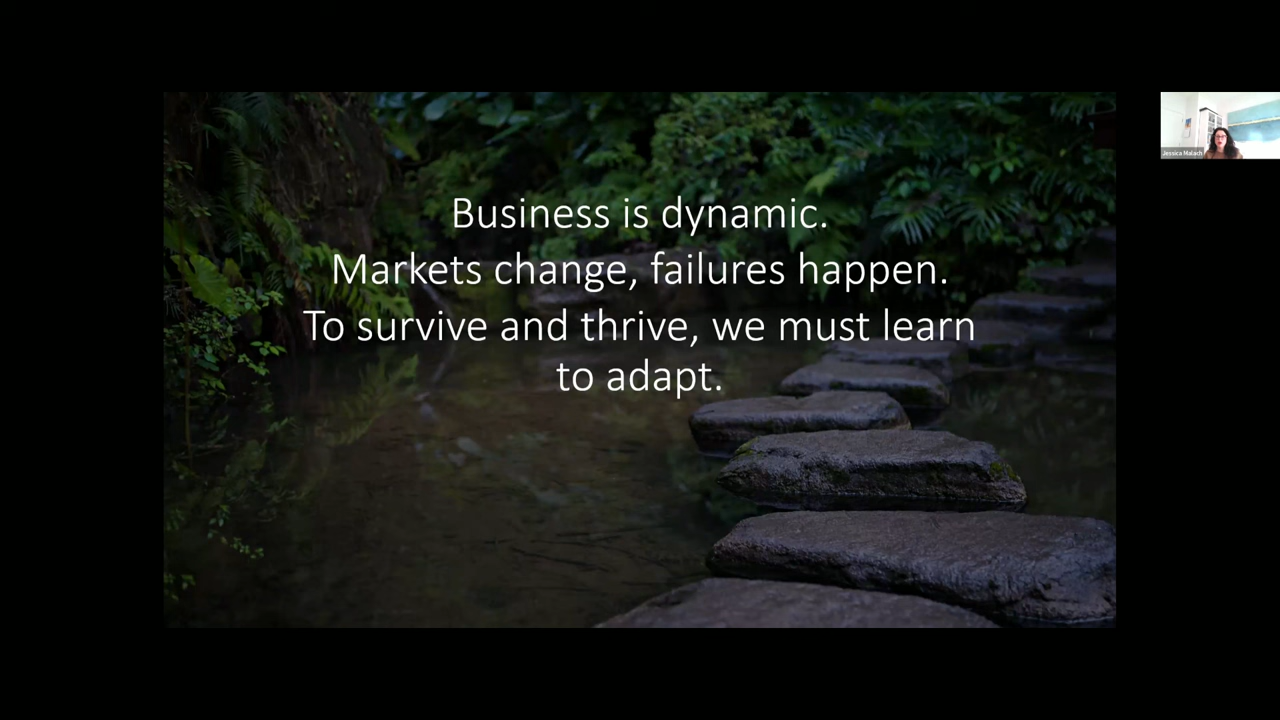 Business is dynamic.
Markets change, failures happen.
To survive and thrive, we must learn
to adapt.
Jessica Malach